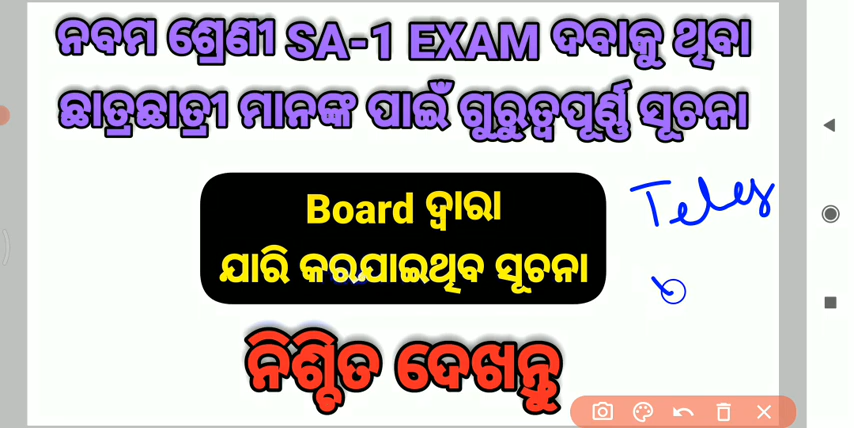 ନବମ ଶ୍ରେଣୀ SA-1 EXAM ଦବାକୁ ଥିବା
ଛାତ୍ରଛାତ୍ରୀ ମାନଙ୍କ ପାଇଁ ଗୁରୁତ୍ୱପୂର୍ଣ୍ଣ ସୂଚନା
Board ଦ୍ୱାରା
ଯାରି କରଯାଇଥିବ ସୂଚନା
ନିଶ୍ଚିତ ଦେଖନ୍ତୁ